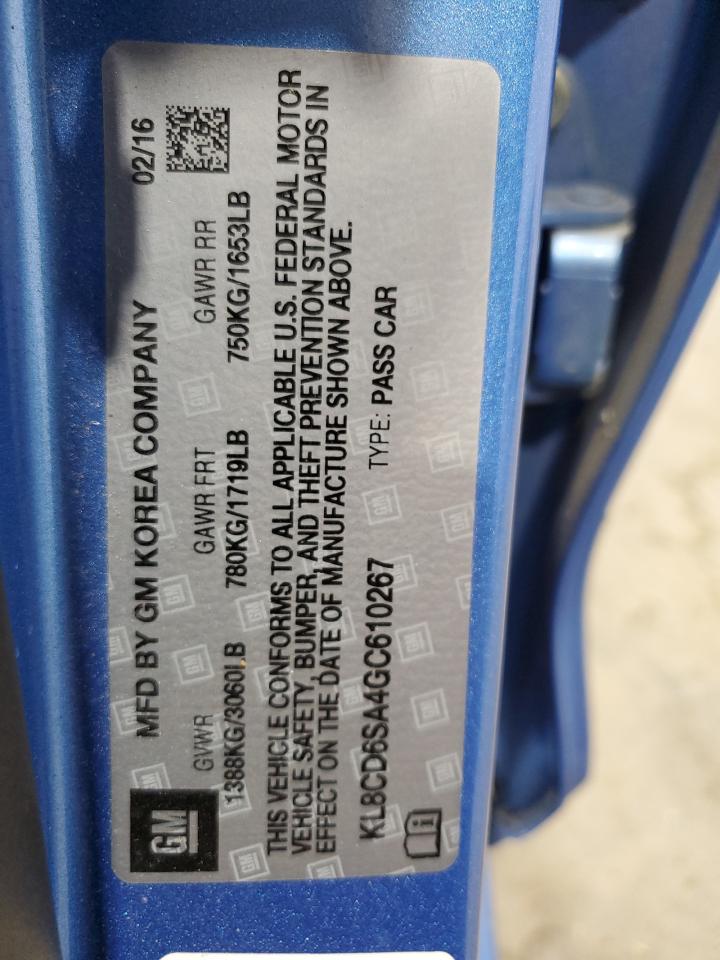 GM
MFD BY GM KOREA COMPANY 02/16
GVWR GAWR FRT GAWR RR
1388KG/3060LB 780KG/1719LB 750KG/1653LB
THIS VEHICLE CONFORMS TO ALL APPLICABLE U.S. FEDERAL MOTOR
VEHICLE SAFETY, BUMPER, AND THEFT PREVENTION STANDARDS IN
EFFECT ON THE DATE OF MANUFACTURE SHOWN ABOVE.
KL8CD6SA4GC610267 TYPE: PASS CAR